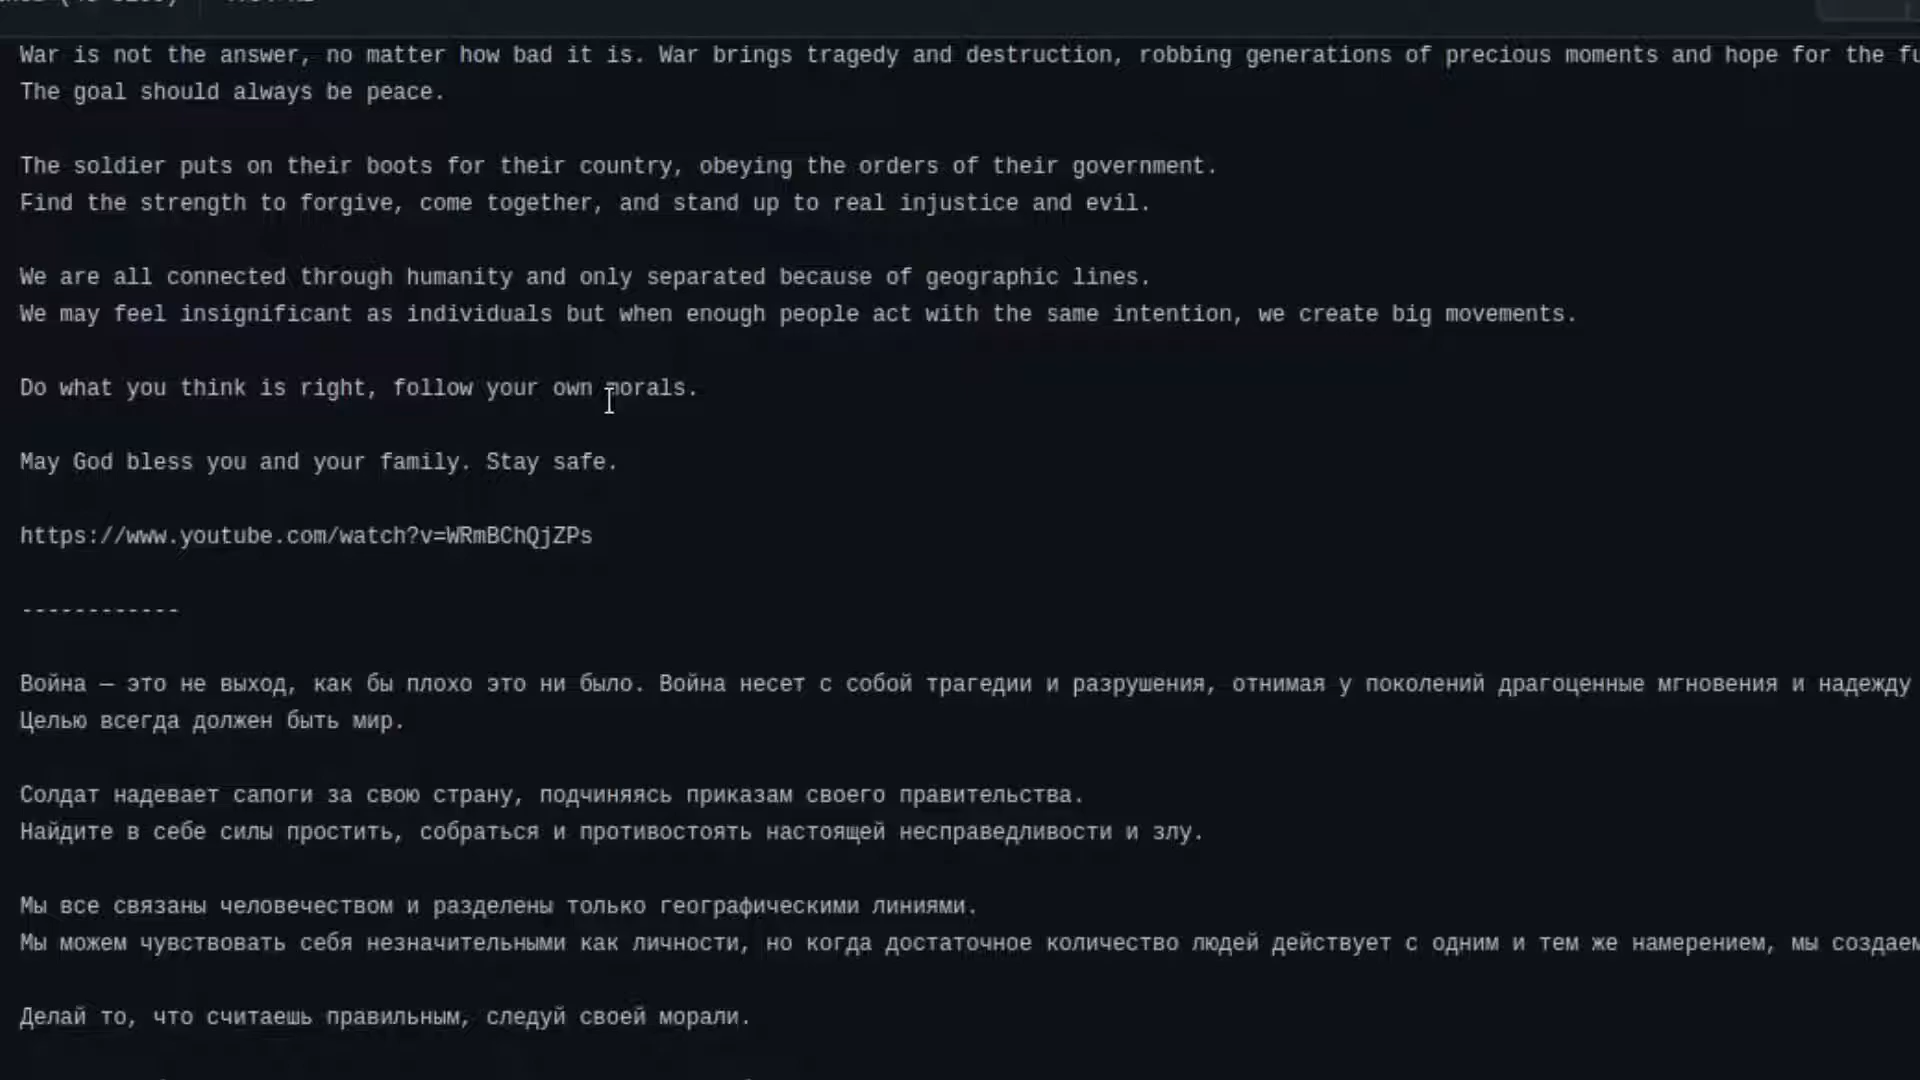 War is not the answer, no matter how bad it is. War brings tragedy and destruction, robbing generations of precious moments and hope for the
The goal should always be peace.
The soldier puts on their boots for their country, obeying the orders of their government.
Find the strength to forgive, come together, and stand up to real injustice and evil.
We are all connected through humanity and only separated because of geographic lines.
We may feel insignificant as individuals but when enough people act with the same intention, we create big movements.
Do what you think is right, follow your own morals.
May God bless you and your family. Stay safe.
https://www.youtube.com/watch?v=WRmBChQjZPs
------------
Война — это не выход, как бы плохо это ни было. Война несет с собой трагедии и разрушения, отнимая у поколений драгоценные мгновения и надежду
Целью всегда должен быть мир.
Солдат надевает сапоги за свою страну, подчиняясь приказам своего правительства.
Найдите в себе силы простить, собраться и противостоять настоящей несправедливости и злу.
Мы все связаны человечеством и разделены только географическими линиями.
Мы можем чувствовать себя незначительными как личности, но когда достаточное количество людей действует с одним и тем же намерением, мы создаем
Делай то, что считаешь правильным, следуй своей морали.